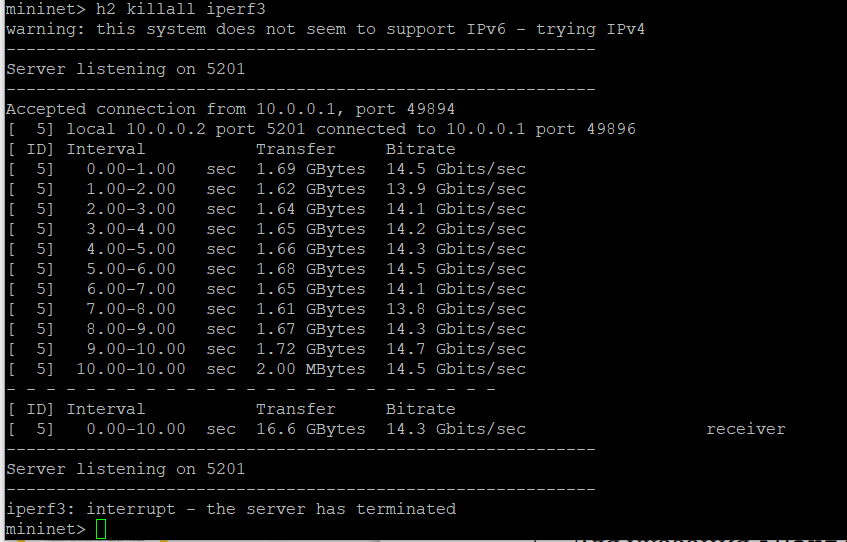 mininet> h2 killall iperf3
warning: this system does not seem to support IPv6 - trying IPv4
-----------------------------------------------------------
Server listening on 5201
-----------------------------------------------------------
Accepted connection from 10.0.0.1, port 49894
[  5] local 10.0.0.2 port 5201 connected to 10.0.0.1 port 49896
[ ID] Interval           Transfer     Bitrate
[  5]   0.00-1.00   sec  1.69 GBytes  14.5 Gbits/sec
[  5]   1.00-2.00   sec  1.62 GBytes  13.9 Gbits/sec
[  5]   2.00-3.00   sec  1.64 GBytes  14.1 Gbits/sec
[  5]   3.00-4.00   sec  1.65 GBytes  14.2 Gbits/sec
[  5]   4.00-5.00   sec  1.66 GBytes  14.3 Gbits/sec
[  5]   5.00-6.00   sec  1.68 GBytes  14.5 Gbits/sec
[  5]   6.00-7.00   sec  1.65 GBytes  14.1 Gbits/sec
[  5]   7.00-8.00   sec  1.61 GBytes  13.8 Gbits/sec
[  5]   8.00-9.00   sec  1.67 GBytes  14.3 Gbits/sec
[  5]   9.00-10.00  sec  1.72 GBytes  14.7 Gbits/sec
[  5]  10.00-10.00  sec  2.00 MBytes  14.5 Gbits/sec
- - - - - - - - - - - - - - - - - - - - - - - - -
[ ID] Interval           Transfer     Bitrate
[  5]   0.00-10.00  sec  16.6 GBytes  14.3 Gbits/sec                  receiver
-----------------------------------------------------------
Server listening on 5201
-----------------------------------------------------------
iperf3: interrupt - the server has terminated
mininet>